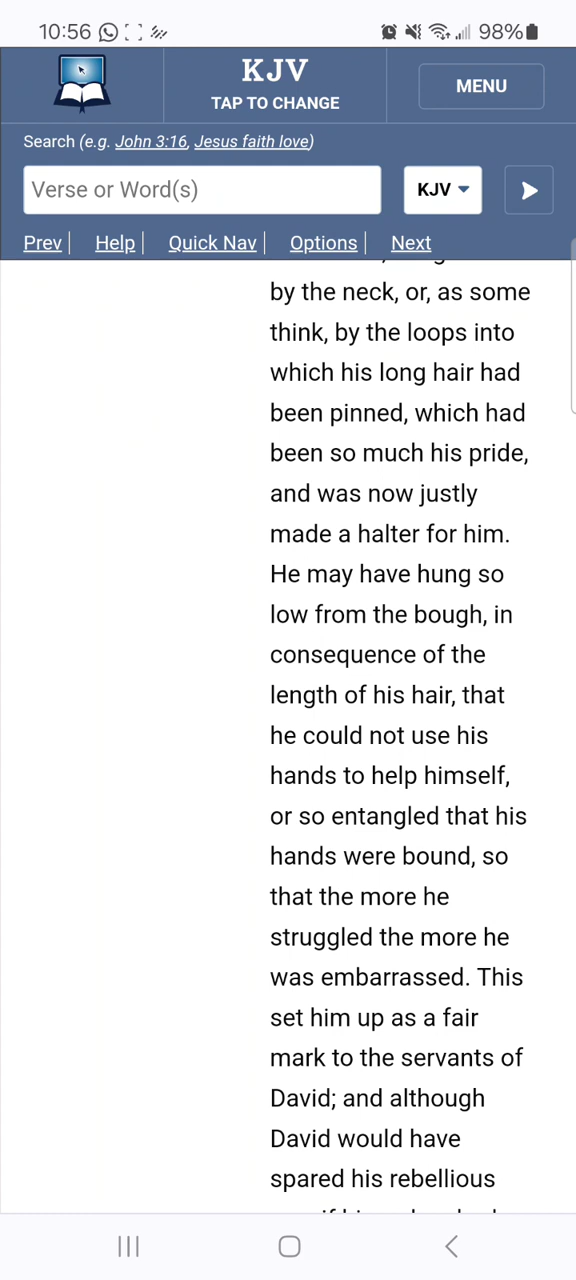 10:56
98%
KJV
TAP TO CHANGE
MENU
Search (e.g. John 3:16, Jesus faith love)
Verse or Word(s)
KJV
Prev
Help
Quick Nav
Options
Next
by the neck, or, as some
think, by the loops into
which his long hair had
been pinned, which had
been so much his pride,
and was now justly
made a halter for him.
He may have hung so
low from the bough, in
consequence of the
length of his hair, that
he could not use his
hands to help himself,
or so entangled that his
hands were bound, so
that the more he
struggled the more he
was embarrassed. This
set him up as a fair
mark to the servants of
David; and although
David would have
spared his rebellious